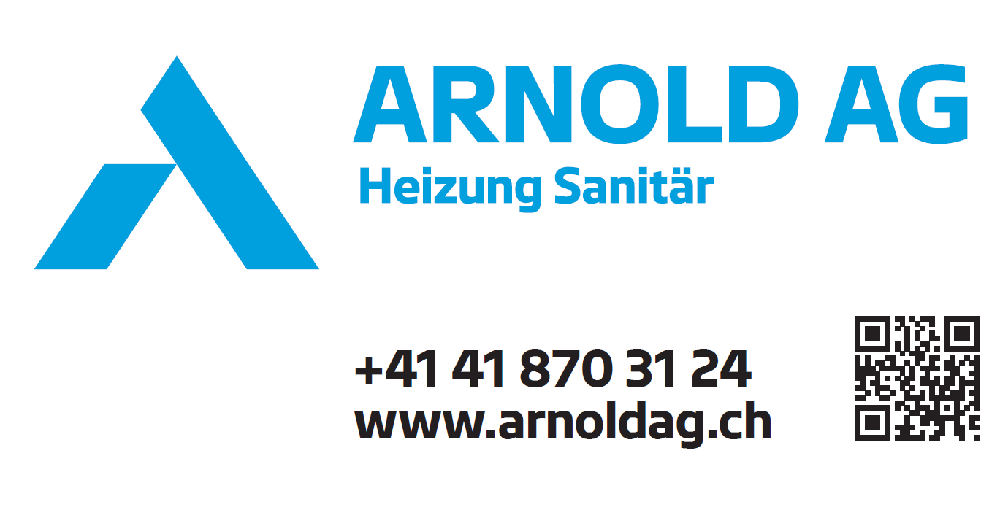 ARNOLD AG
Heizung Sanitär
+41 41 870 31 24
www.arnoldag.ch